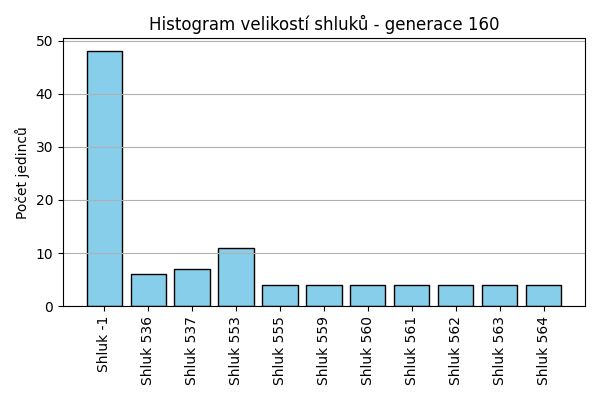 Histogram velikostí shluků - generace 160
Počet jedinců
50
40
30
20
10
0
Shluk -1
Shluk 536
Shluk 537
Shluk 553
Shluk 555
Shluk 559
Shluk 560
Shluk 561
Shluk 562
Shluk 563
Shluk 564